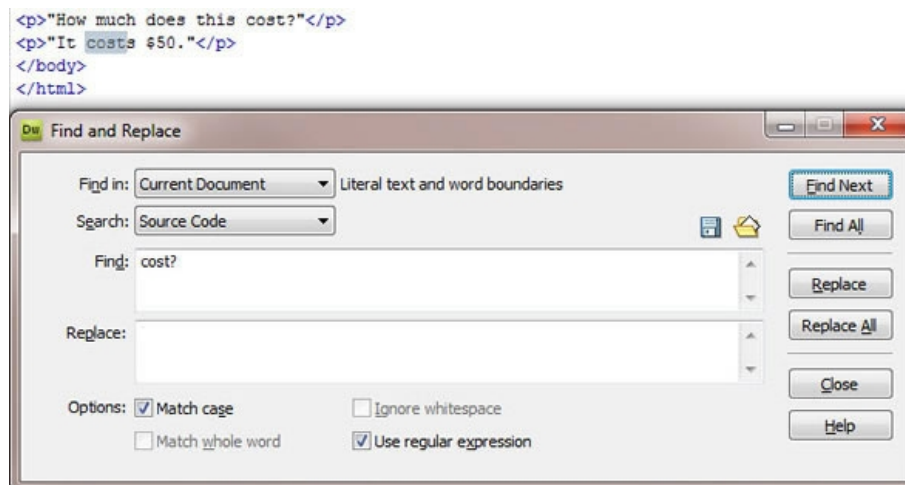 <p>"How much does this cost?"</p>
<p>"It costs $50."</p>
</body>
</html>
Dw Find and Replace
Find in: Current Document Literal text and word boundaries Find Next
Search: Source Code Find All
Find: cost?
Replace
Replace: Replace All
Close
Options: Match case Ignore whitespace
Match whole word Use regular expression Help